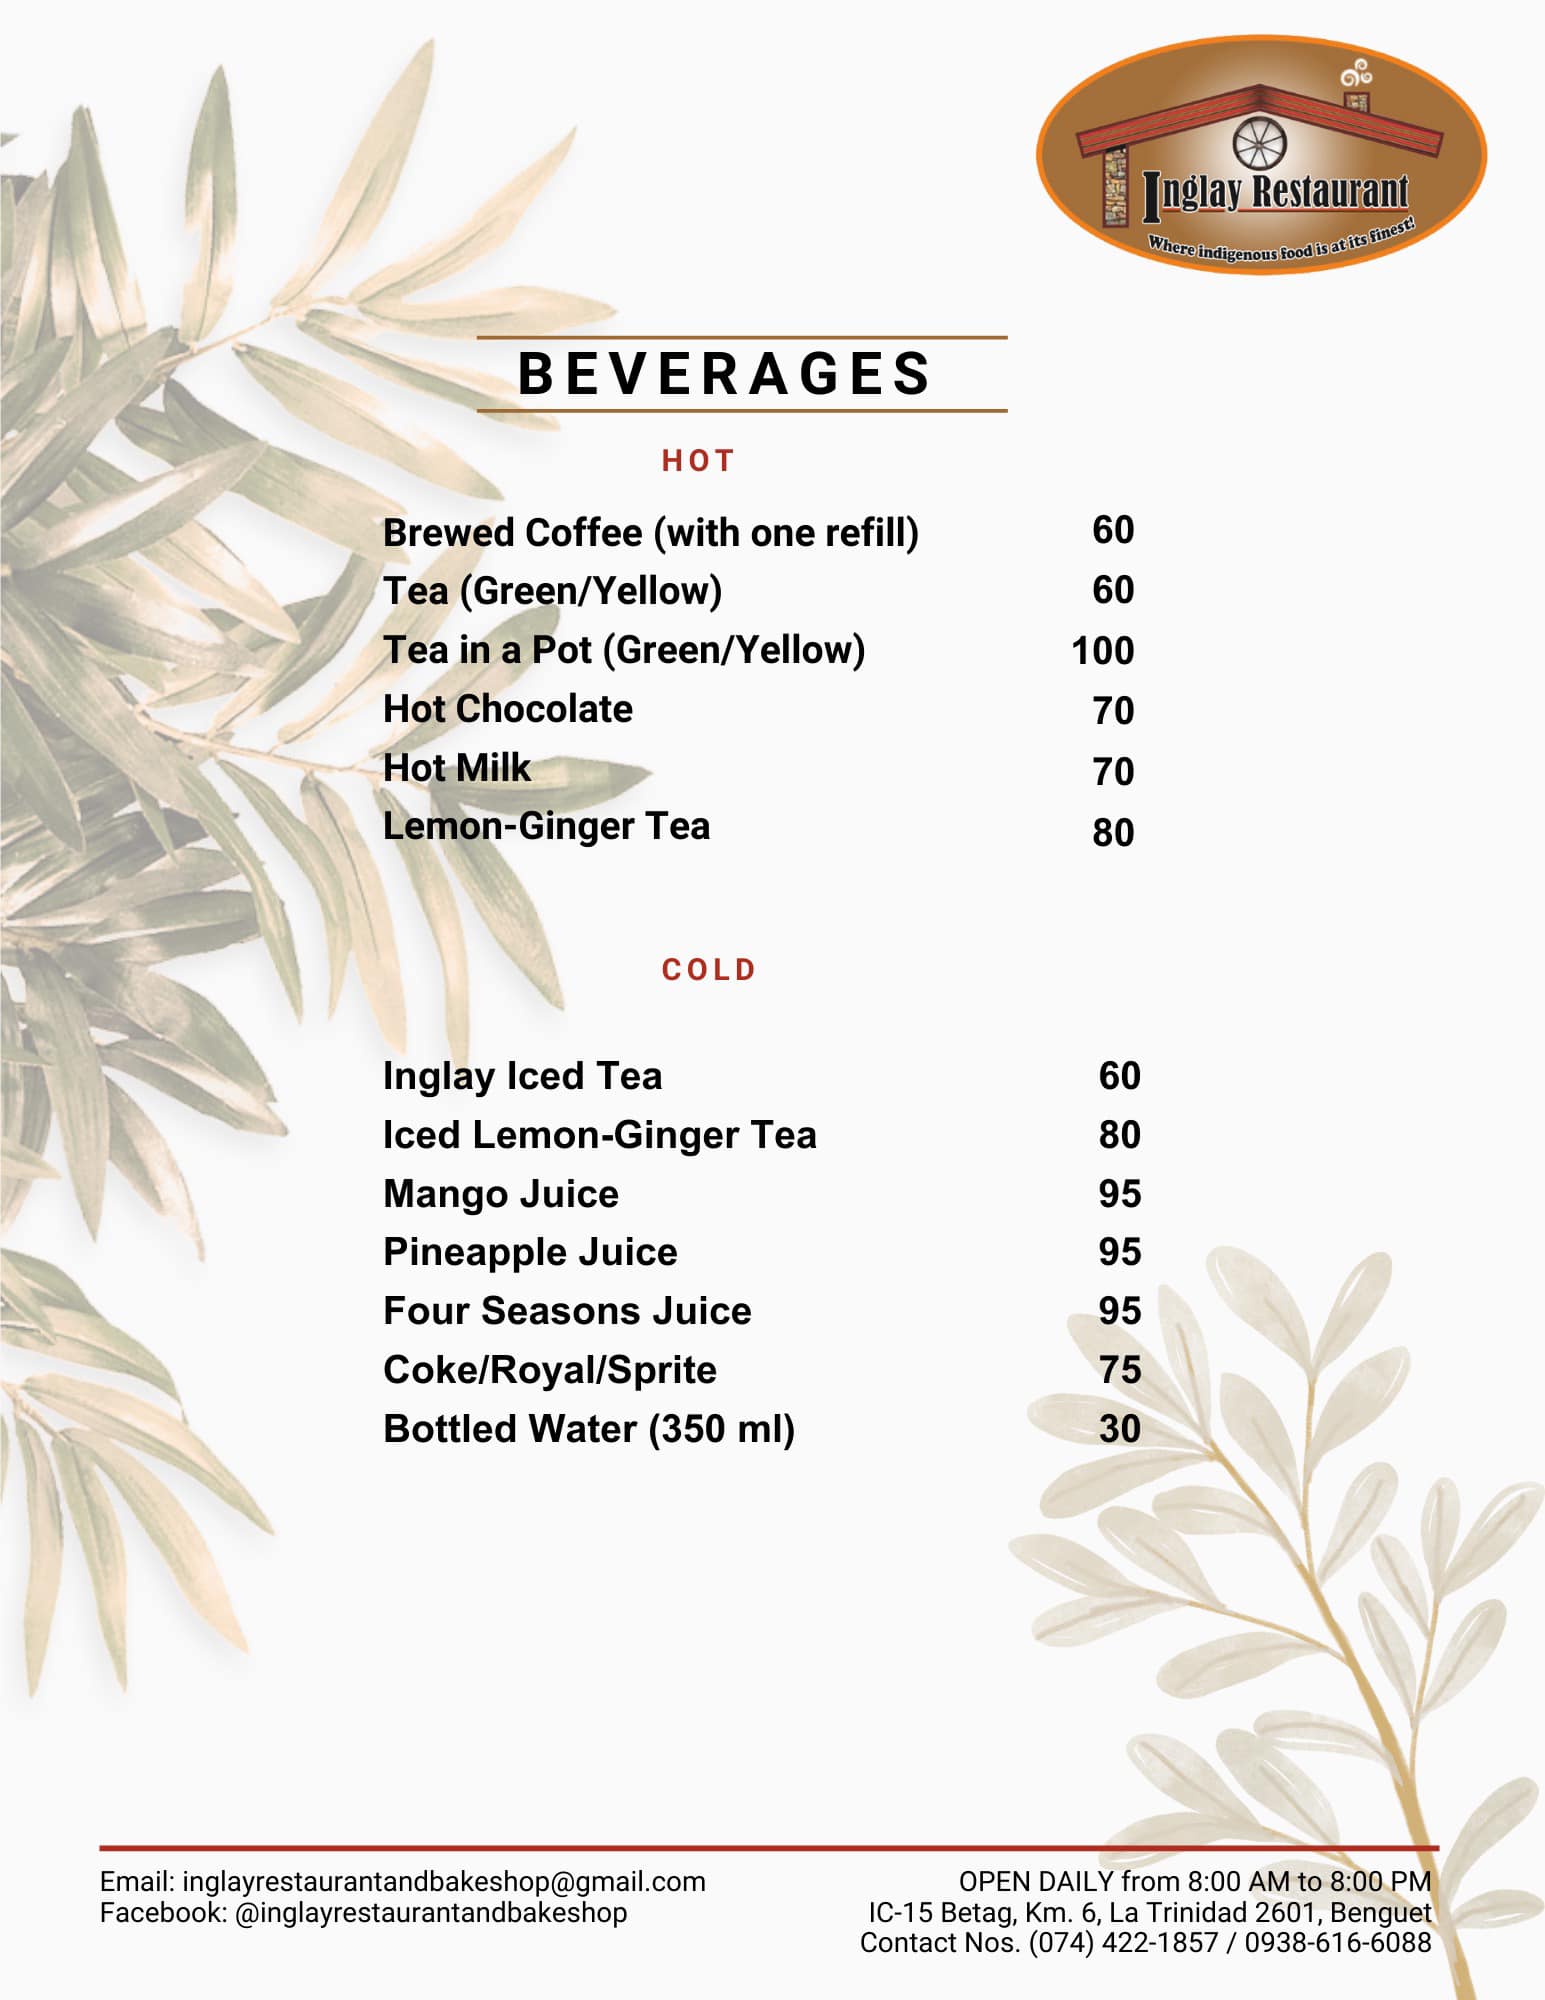 Inglay Restaurant
Where indigenous food is at its finest!
BEVERAGES
HOT
Brewed Coffee (with one refill) 60
Tea (Green/Yellow) 60
Tea in a Pot (Green/Yellow) 100
Hot Chocolate 70
Hot Milk 70
Lemon-Ginger Tea 80
COLD
Inglay Iced Tea 60
Iced Lemon-Ginger Tea 80
Mango Juice 95
Pineapple Juice 95
Four Seasons Juice 95
Coke/Royal/Sprite 75
Bottled Water (350 ml) 30
Email: inglayrestaurantandbakeshop@gmail.com
Facebook: @inglayrestaurantandbakeshop
OPEN DAILY from 8:00 AM to 8:00 PM
IC-15 Betag, Km. 6, La Trinidad 2601, Benguet
Contact Nos. (074) 422-1857 / 0938-616-6088